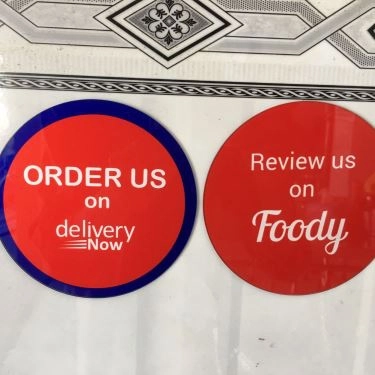 ORDER US
on
delivery
Now
Review us
on
Foody